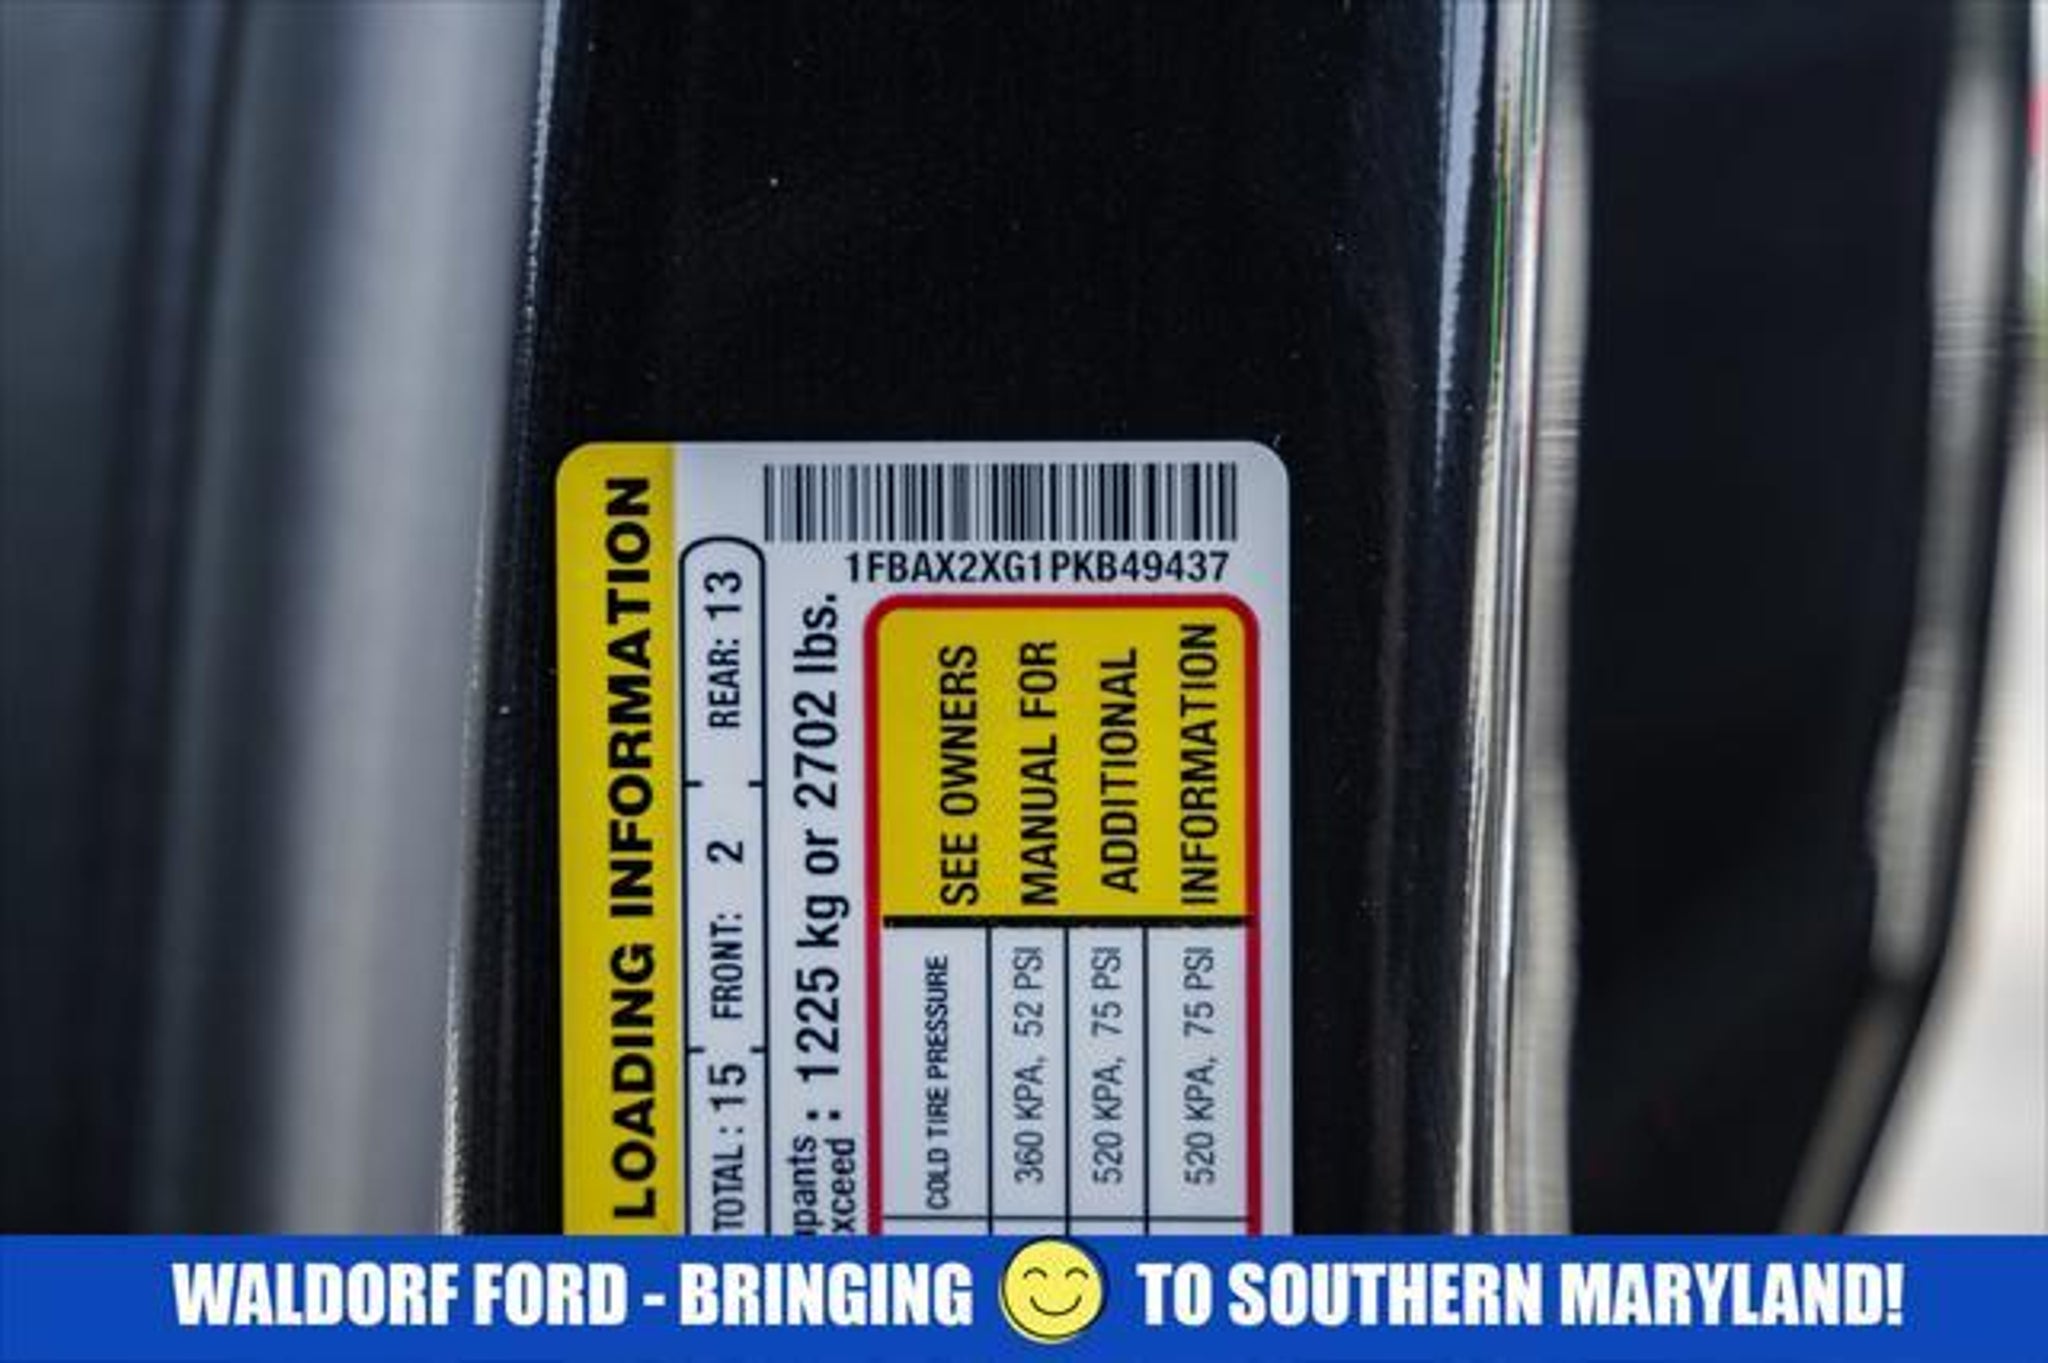 LOADING INFORMATION
TOTAL : 15 FRONT: 2 REAR: 13
upants :
xceed : 1225 kg or 2702 lbs.
1FBAX2XG1PKB49437
COLD TIRE PRESSURE
360 KPA, 52 PSI
520 KPA, 75 PSI
520 KPA, 75 PSI
SEE OWNERS
MANUAL FOR
ADDITIONAL
INFORMATION
WALDORF FORD - BRINGING TO SOUTHERN MARYLAND!